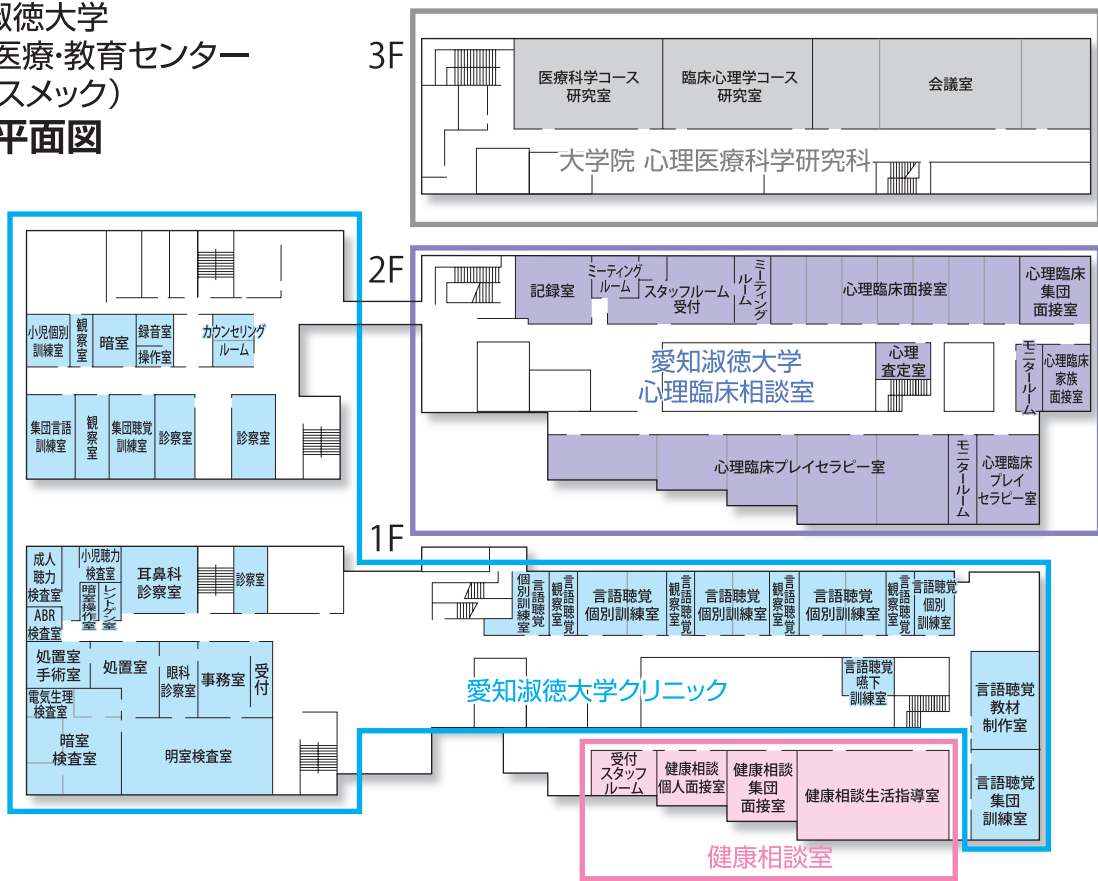 淑徳大学
医療・教育センター
スメック）
平面図
3F
医療科学コース
研究室
臨床心理学コース
研究室
会議室
大学院 心理医療科学研究科
2F
記録室
ミーティング
ルーム
スタッフルーム
受付
ミーティング
ルーム
心理臨床面接室
心理臨床
集団
面接室
愛知淑徳大学
心理臨床相談室
心理
査定室
モニタールーム
心理臨床
家族
面接室
心理臨床プレイセラピー室
モニタールーム
心理臨床
プレイ
セラピー室
小児個別
訓練室
観察室
暗室
録音室
操作室
カウンセリング
ルーム
集団言語
訓練室
観察室
集団聴覚
訓練室
診察室
診察室
1F
成人
聴力
検査室
小児聴力
検査室
暗室操作室
レントゲン室
耳鼻科
診察室
診察室
ABR
検査室
処置室
手術室
処置室
眼科
診察室
事務室
受付
電気生理
検査室
暗室
検査室
明室検査室
言語聴覚
個別訓練室
言語聴覚
観察室
言語聴覚
個別訓練室
言語聴覚
観察室
言語聴覚
個別訓練室
言語聴覚
観察室
言語聴覚
個別訓練室
言語聴覚
観察室
言語聴覚
個別
訓練室
愛知淑徳大学クリニック
言語聴覚
嚥下
訓練室
言語聴覚
教材
制作室
言語聴覚
集団
訓練室
受付
スタッフ
ルーム
健康相談
個人面接室
健康相談
集団
面接室
健康相談生活指導室
健康相談室